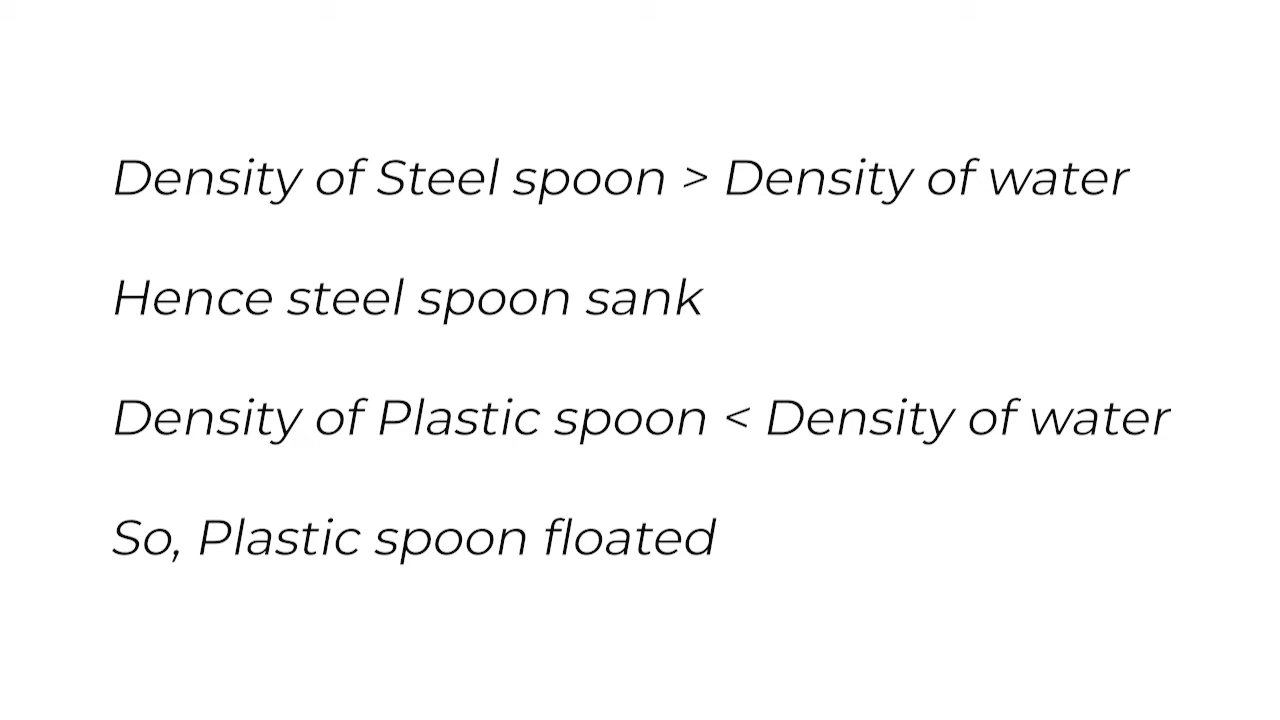 Density of Steel spoon > Density of water
Hence steel spoon sank
Density of Plastic spoon < Density of water
So, Plastic spoon floated